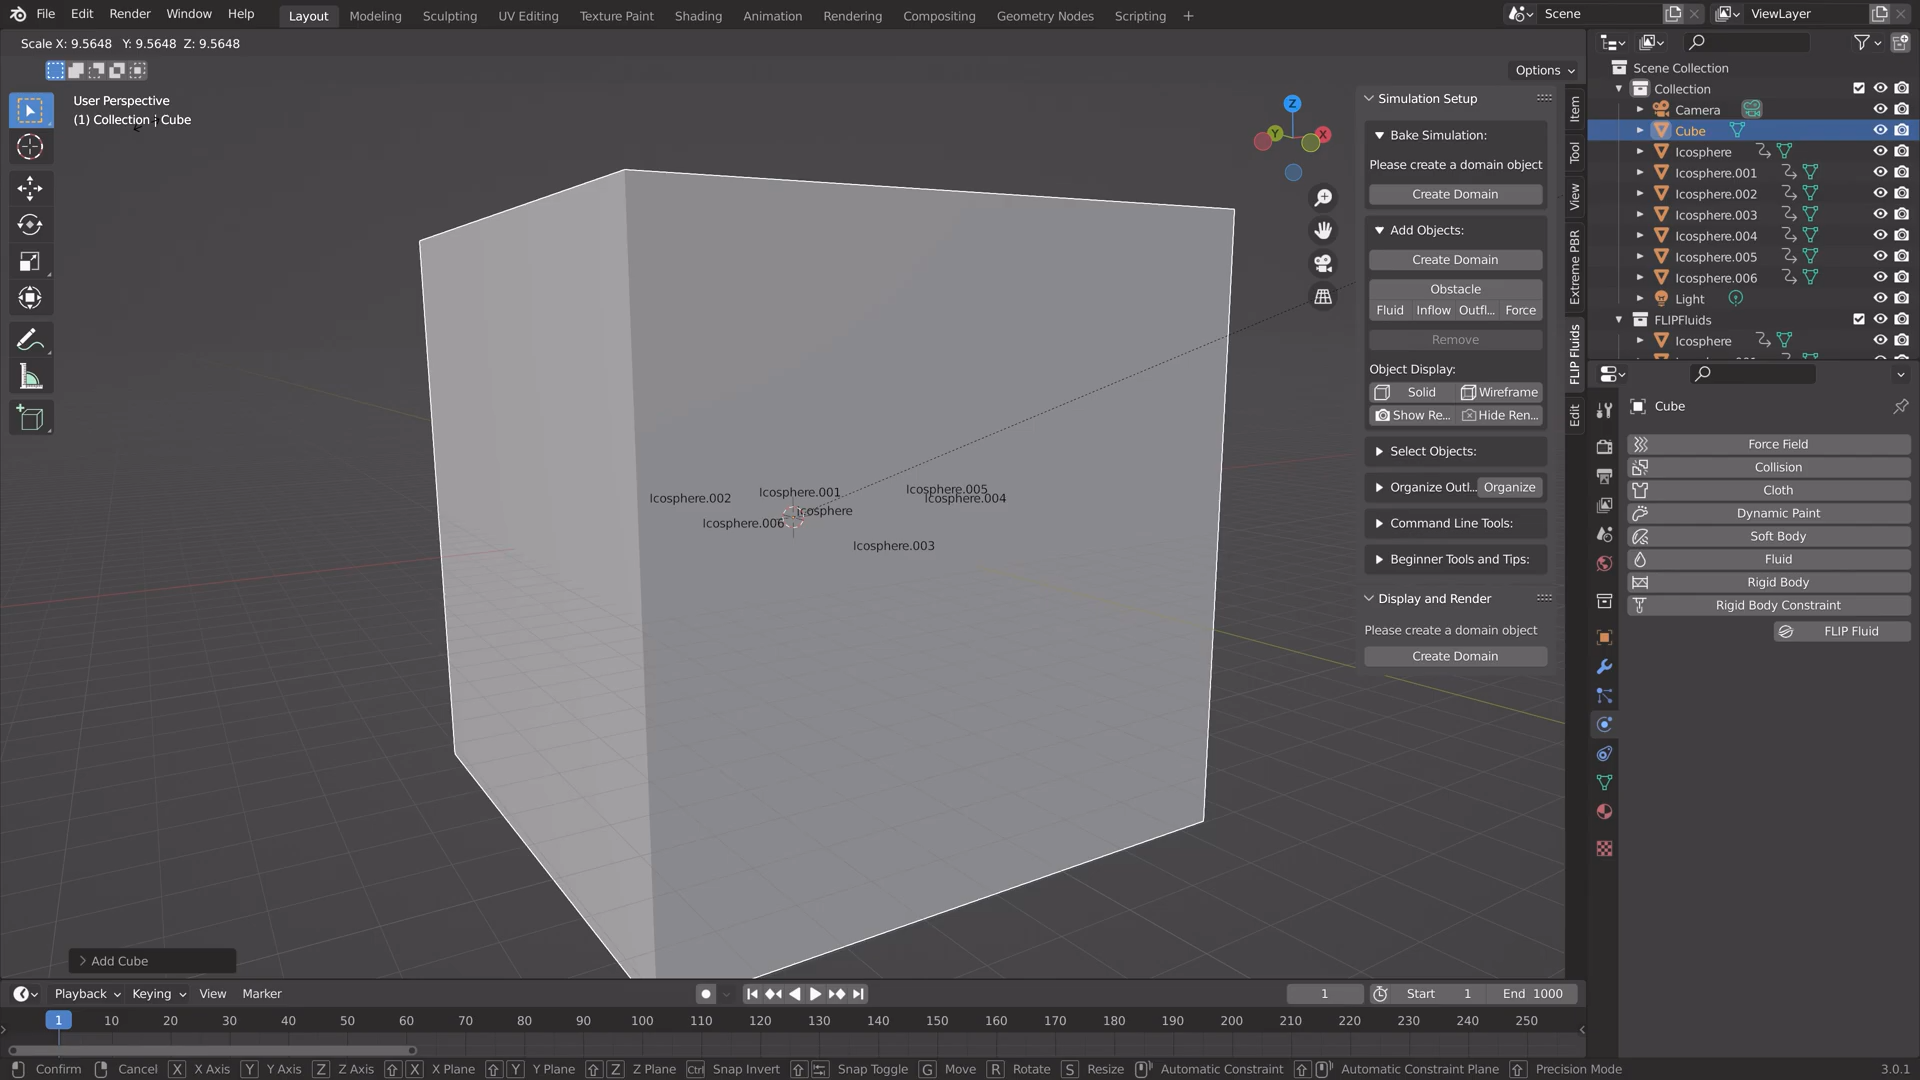 File Edit Render Window Help Layout Modeling Sculpting UV Editing Texture Paint Shading Animation Rendering Compositing Geometry Nodes Scripting + Scene ViewLayer
Scale X: 9.5648 Y: 9.5648 Z: 9.5648
Options
User Perspective
(1) Collection | Cube
Z
Y
X
Simulation Setup
Bake Simulation:
Please create a domain object
Create Domain
Add Objects:
Create Domain
Obstacle
Fluid Inflow Outfl... Force
Remove
Object Display:
Solid Wireframe
Show Re... Hide Ren...
Select Objects:
Organize Outl... Organize
Command Line Tools:
Beginner Tools and Tips:
Display and Render
Please create a domain object
Create Domain
Item
Tool
View
Extreme PBR
FLIP Fluids
Edit
Icosphere.002
Icosphere.001
Icosphere.005
Icosphere.004
Icosphere
Icosphere.006
Icosphere.003
Scene Collection
Collection
Camera
Cube
Icosphere
Icosphere.001
Icosphere.002
Icosphere.003
Icosphere.004
Icosphere.005
Icosphere.006
Light
FLIPFluids
Icosphere
Cube
Force Field
Collision
Cloth
Dynamic Paint
Soft Body
Fluid
Rigid Body
Rigid Body Constraint
FLIP Fluid
Add Cube
Playback Keying View Marker 1 Start 1 End 1000
1 10 20 30 40 50 60 70 80 90 100 110 120 130 140 150 160 170 180 190 200 210 220 230 240 250
Confirm Cancel X X Axis Y Y Axis Z Z Axis X X Plane Y Y Plane Z Z Plane Ctrl Snap Invert Snap Toggle G Move R Rotate S Resize Automatic Constraint Automatic Constraint Plane Precision Mode 3.0.1